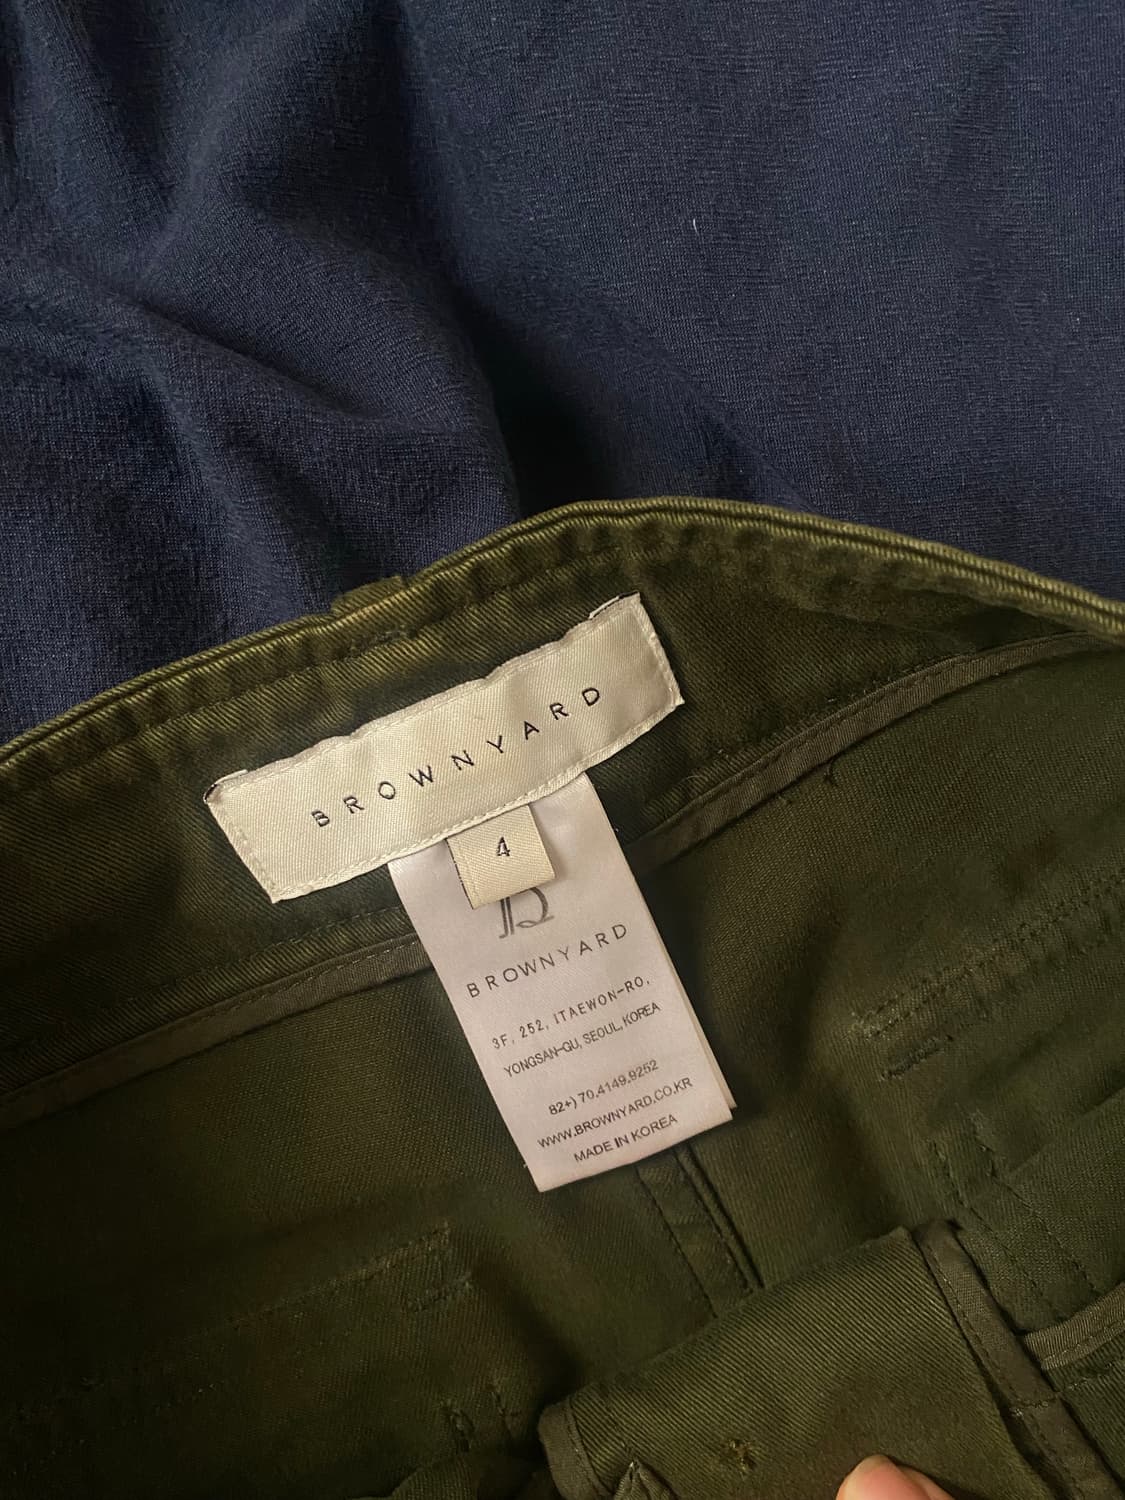 BROWNYARD
4
BROWNYARD
3F, 252, ITAEWON-RO,
YONGSAN-GU, SEOUL, KOREA
82+) 70.4149.9252
WWW.BROWNYARD.CO.KR
MADE IN KOREA